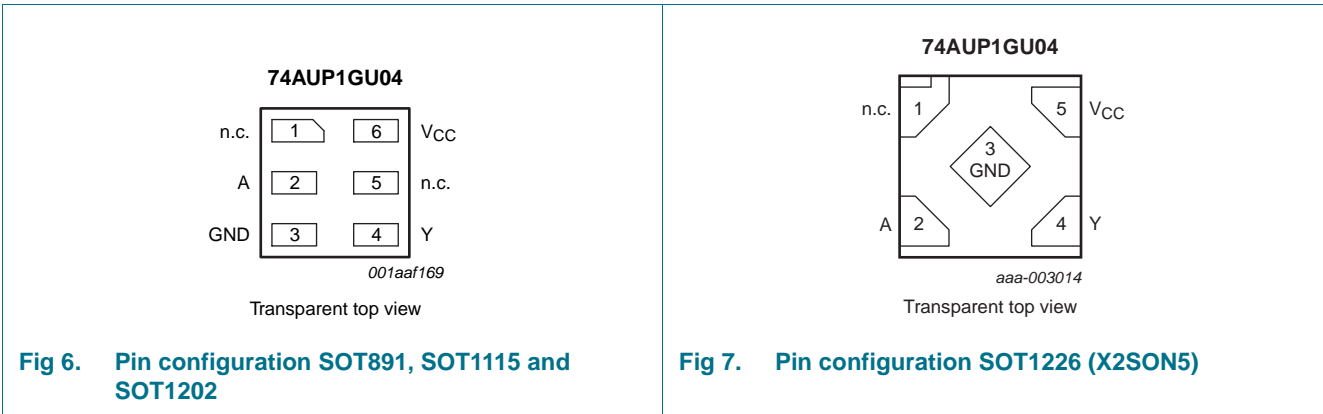 74AUP1GU04
n.c. 1 6 VCC
A 2 5 n.c.
GND 3 4 Y
001aaf169
Transparent top view
Fig 6. Pin configuration SOT891, SOT1115 and
SOT1202
74AUP1GU04
n.c. 1 5 VCC
3
GND
A 2 4 Y
aaa-003014
Transparent top view
Fig 7. Pin configuration SOT1226 (X2SON5)